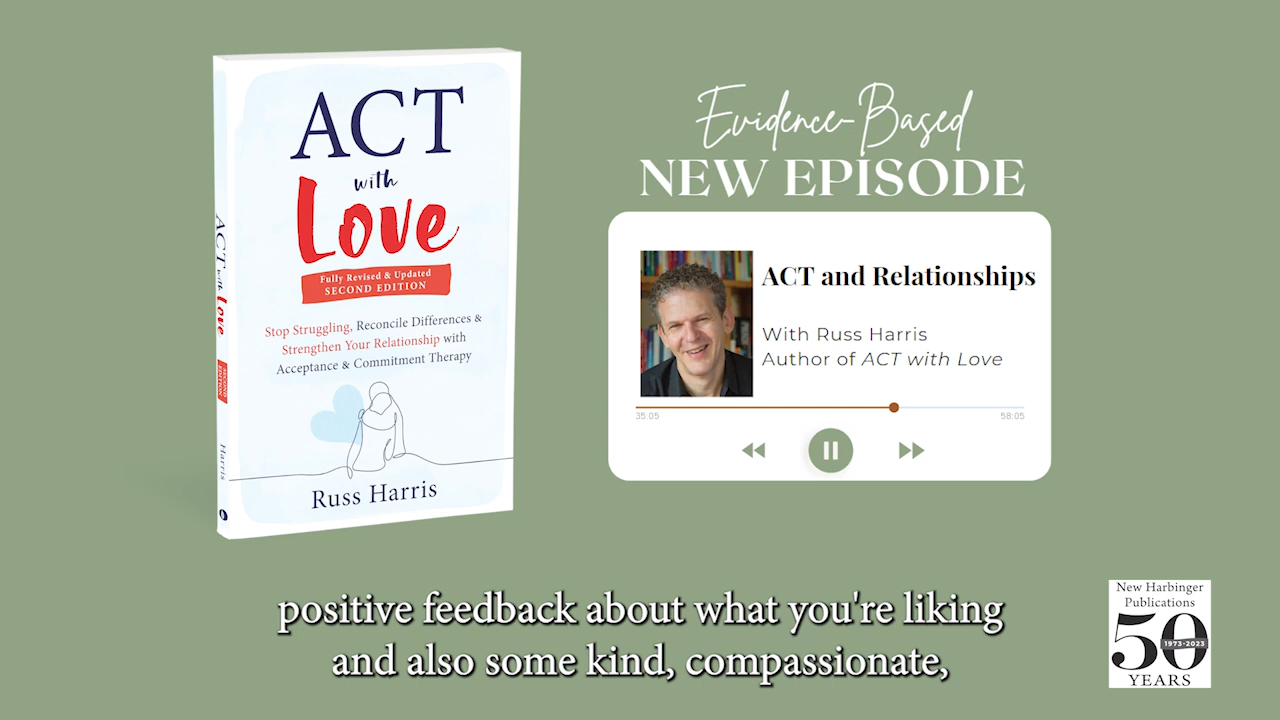 ACT
with
Love
Fully Revised & Updated
SECOND EDITION
Stop Struggling, Reconcile Differences &
Strengthen Your Relationship with
Acceptance & Commitment Therapy
Russ Harris
ACT with Love
SECOND
EDITION
Harris
Evidence-Based
NEW EPISODE
ACT and Relationships
With Russ Harris
Author of ACT with Love
35.05
58:05
positive feedback about what you're liking
and also some kind, compassionate,
New Harbinger
Publications
50
1973-2023
YEARS